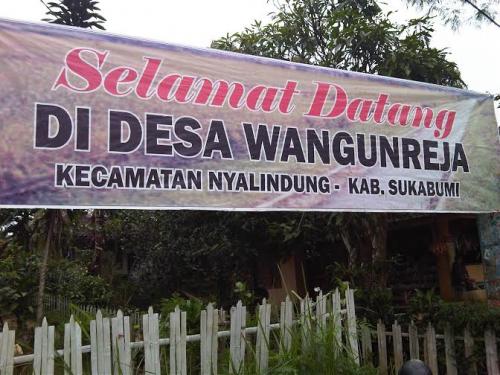 Selamat Datang
DI DESA WANGUNREJA
KECAMATAN NYALINDUNG - KAB. SUKABUMI